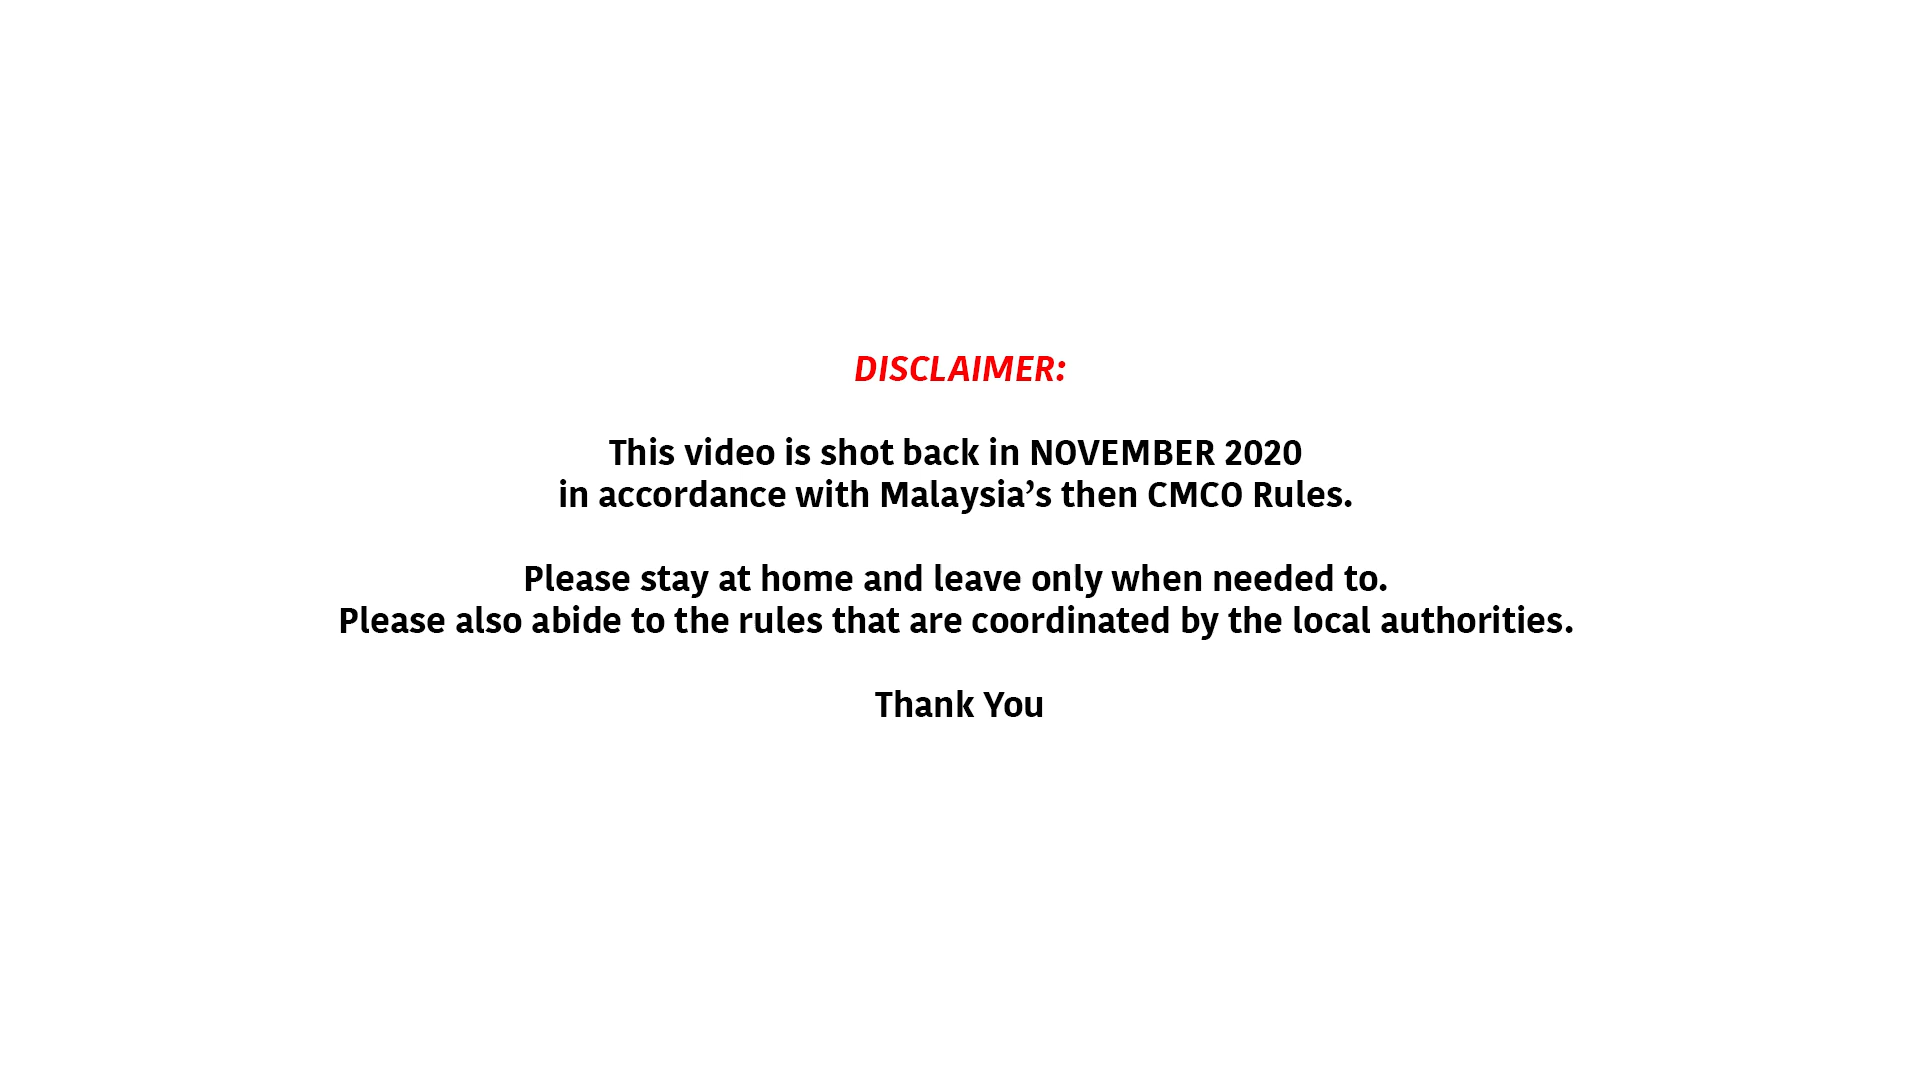 DISCLAIMER:
This video is shot back in NOVEMBER 2020
in accordance with Malaysia’s then CMCO Rules.
Please stay at home and leave only when needed to.
Please also abide to the rules that are coordinated by the local authorities.
Thank You